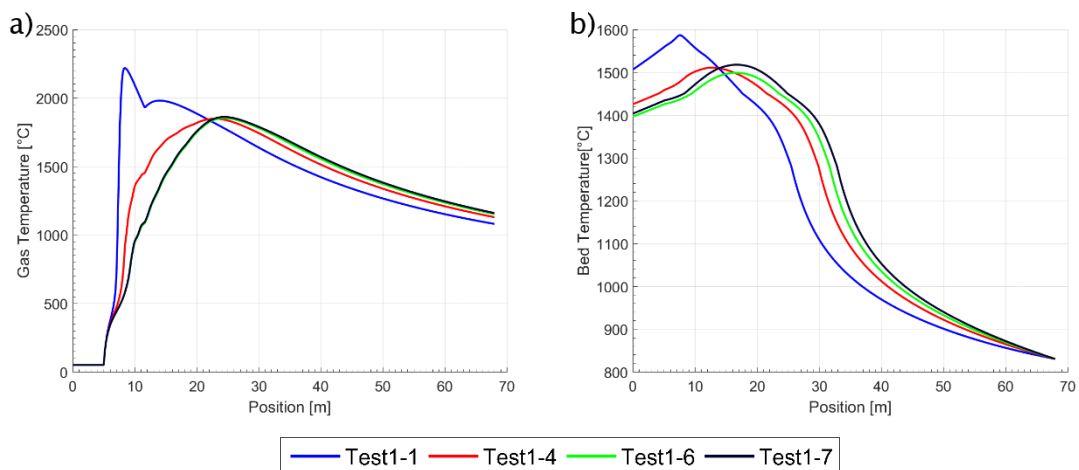 a)
2500
2000
1500
1000
500
0
Gas Temperature [°C]
0 10 20 30 40 50 60 70
Position [m]
b)
1600
1500
1400
1300
1200
1100
1000
900
800
Bed Temperature[°C]
0 10 20 30 40 50 60 70
Position [m]
Test1-1 Test1-4 Test1-6 Test1-7